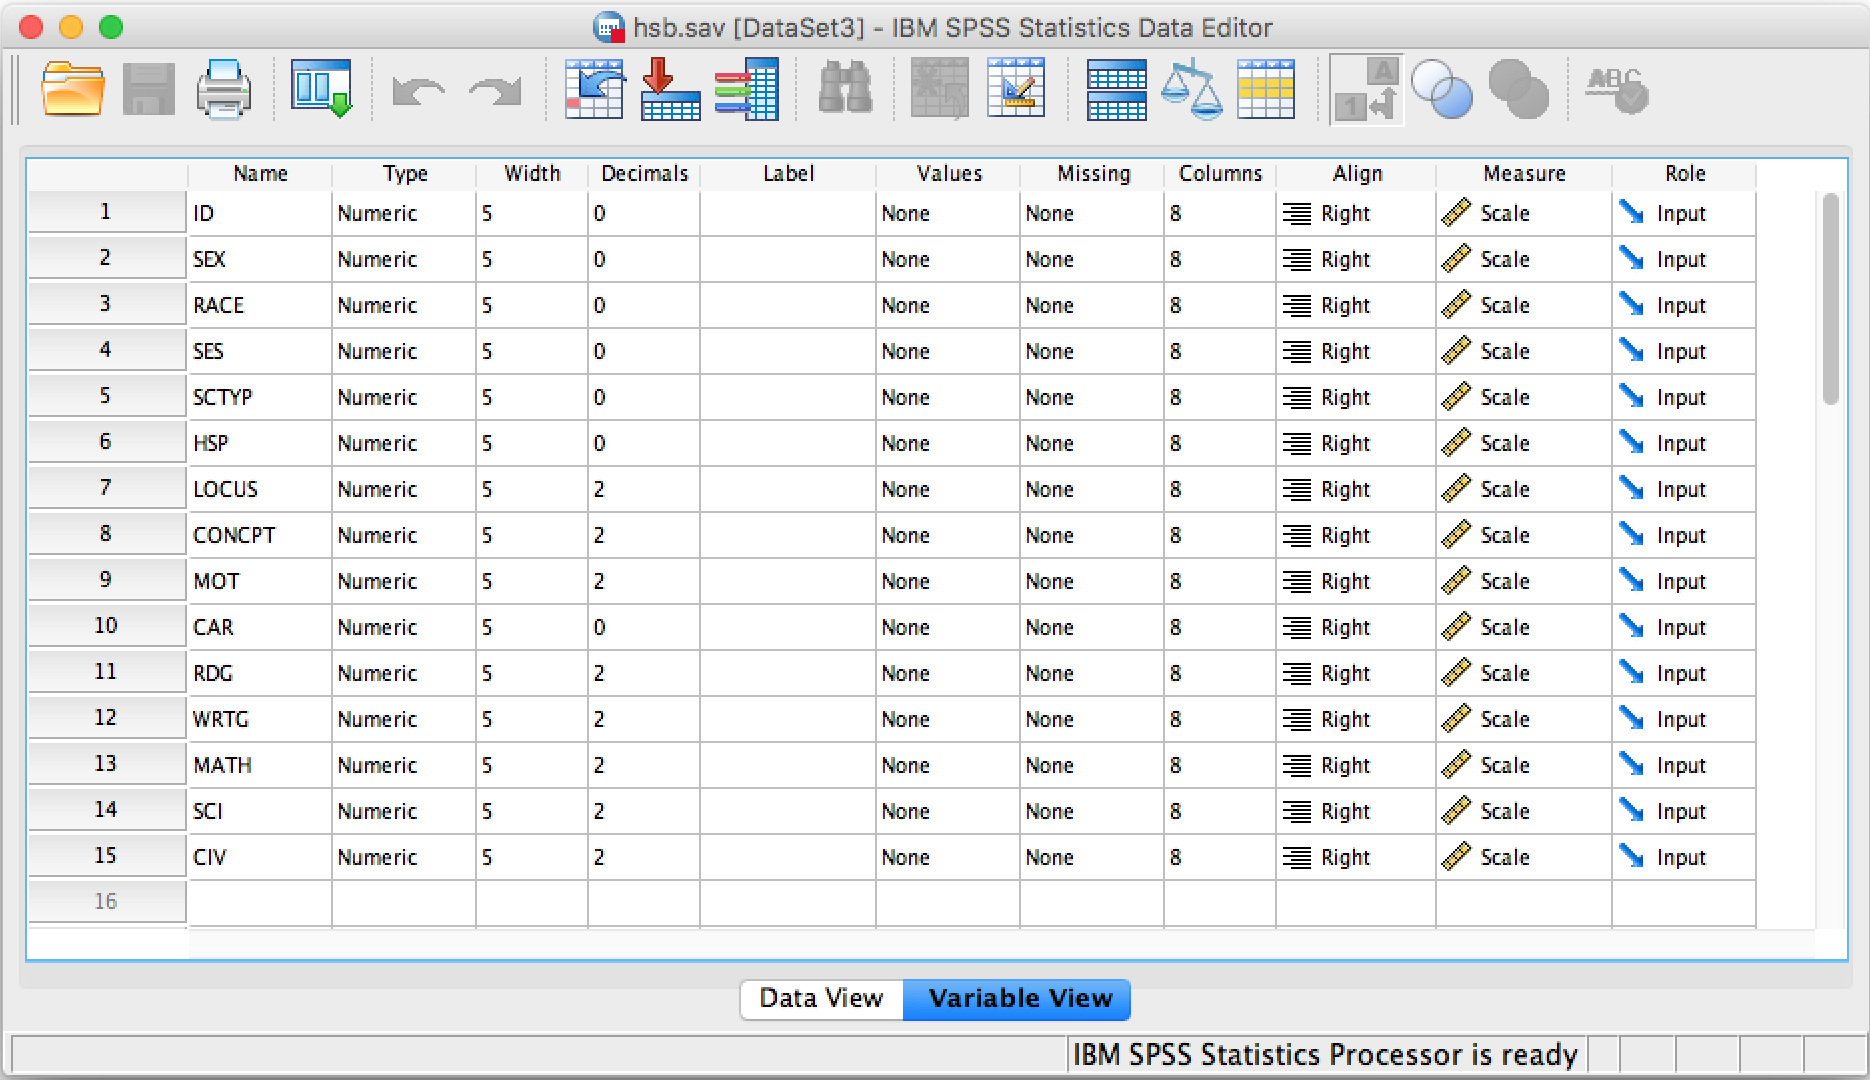 hsb.sav [DataSet3] - IBM SPSS Statistics Data Editor
A
1
ABC
Name Type Width Decimals Label Values Missing Columns Align Measure Role
1 ID Numeric 5 0 None None 8 Right Scale Input
2 SEX Numeric 5 0 None None 8 Right Scale Input
3 RACE Numeric 5 0 None None 8 Right Scale Input
4 SES Numeric 5 0 None None 8 Right Scale Input
5 SCTYP Numeric 5 0 None None 8 Right Scale Input
6 HSP Numeric 5 0 None None 8 Right Scale Input
7 LOCUS Numeric 5 2 None None 8 Right Scale Input
8 CONCPT Numeric 5 2 None None 8 Right Scale Input
9 MOT Numeric 5 2 None None 8 Right Scale Input
10 CAR Numeric 5 0 None None 8 Right Scale Input
11 RDG Numeric 5 2 None None 8 Right Scale Input
12 WRTG Numeric 5 2 None None 8 Right Scale Input
13 MATH Numeric 5 2 None None 8 Right Scale Input
14 SCI Numeric 5 2 None None 8 Right Scale Input
15 CIV Numeric 5 2 None None 8 Right Scale Input
16
Data View Variable View
IBM SPSS Statistics Processor is ready